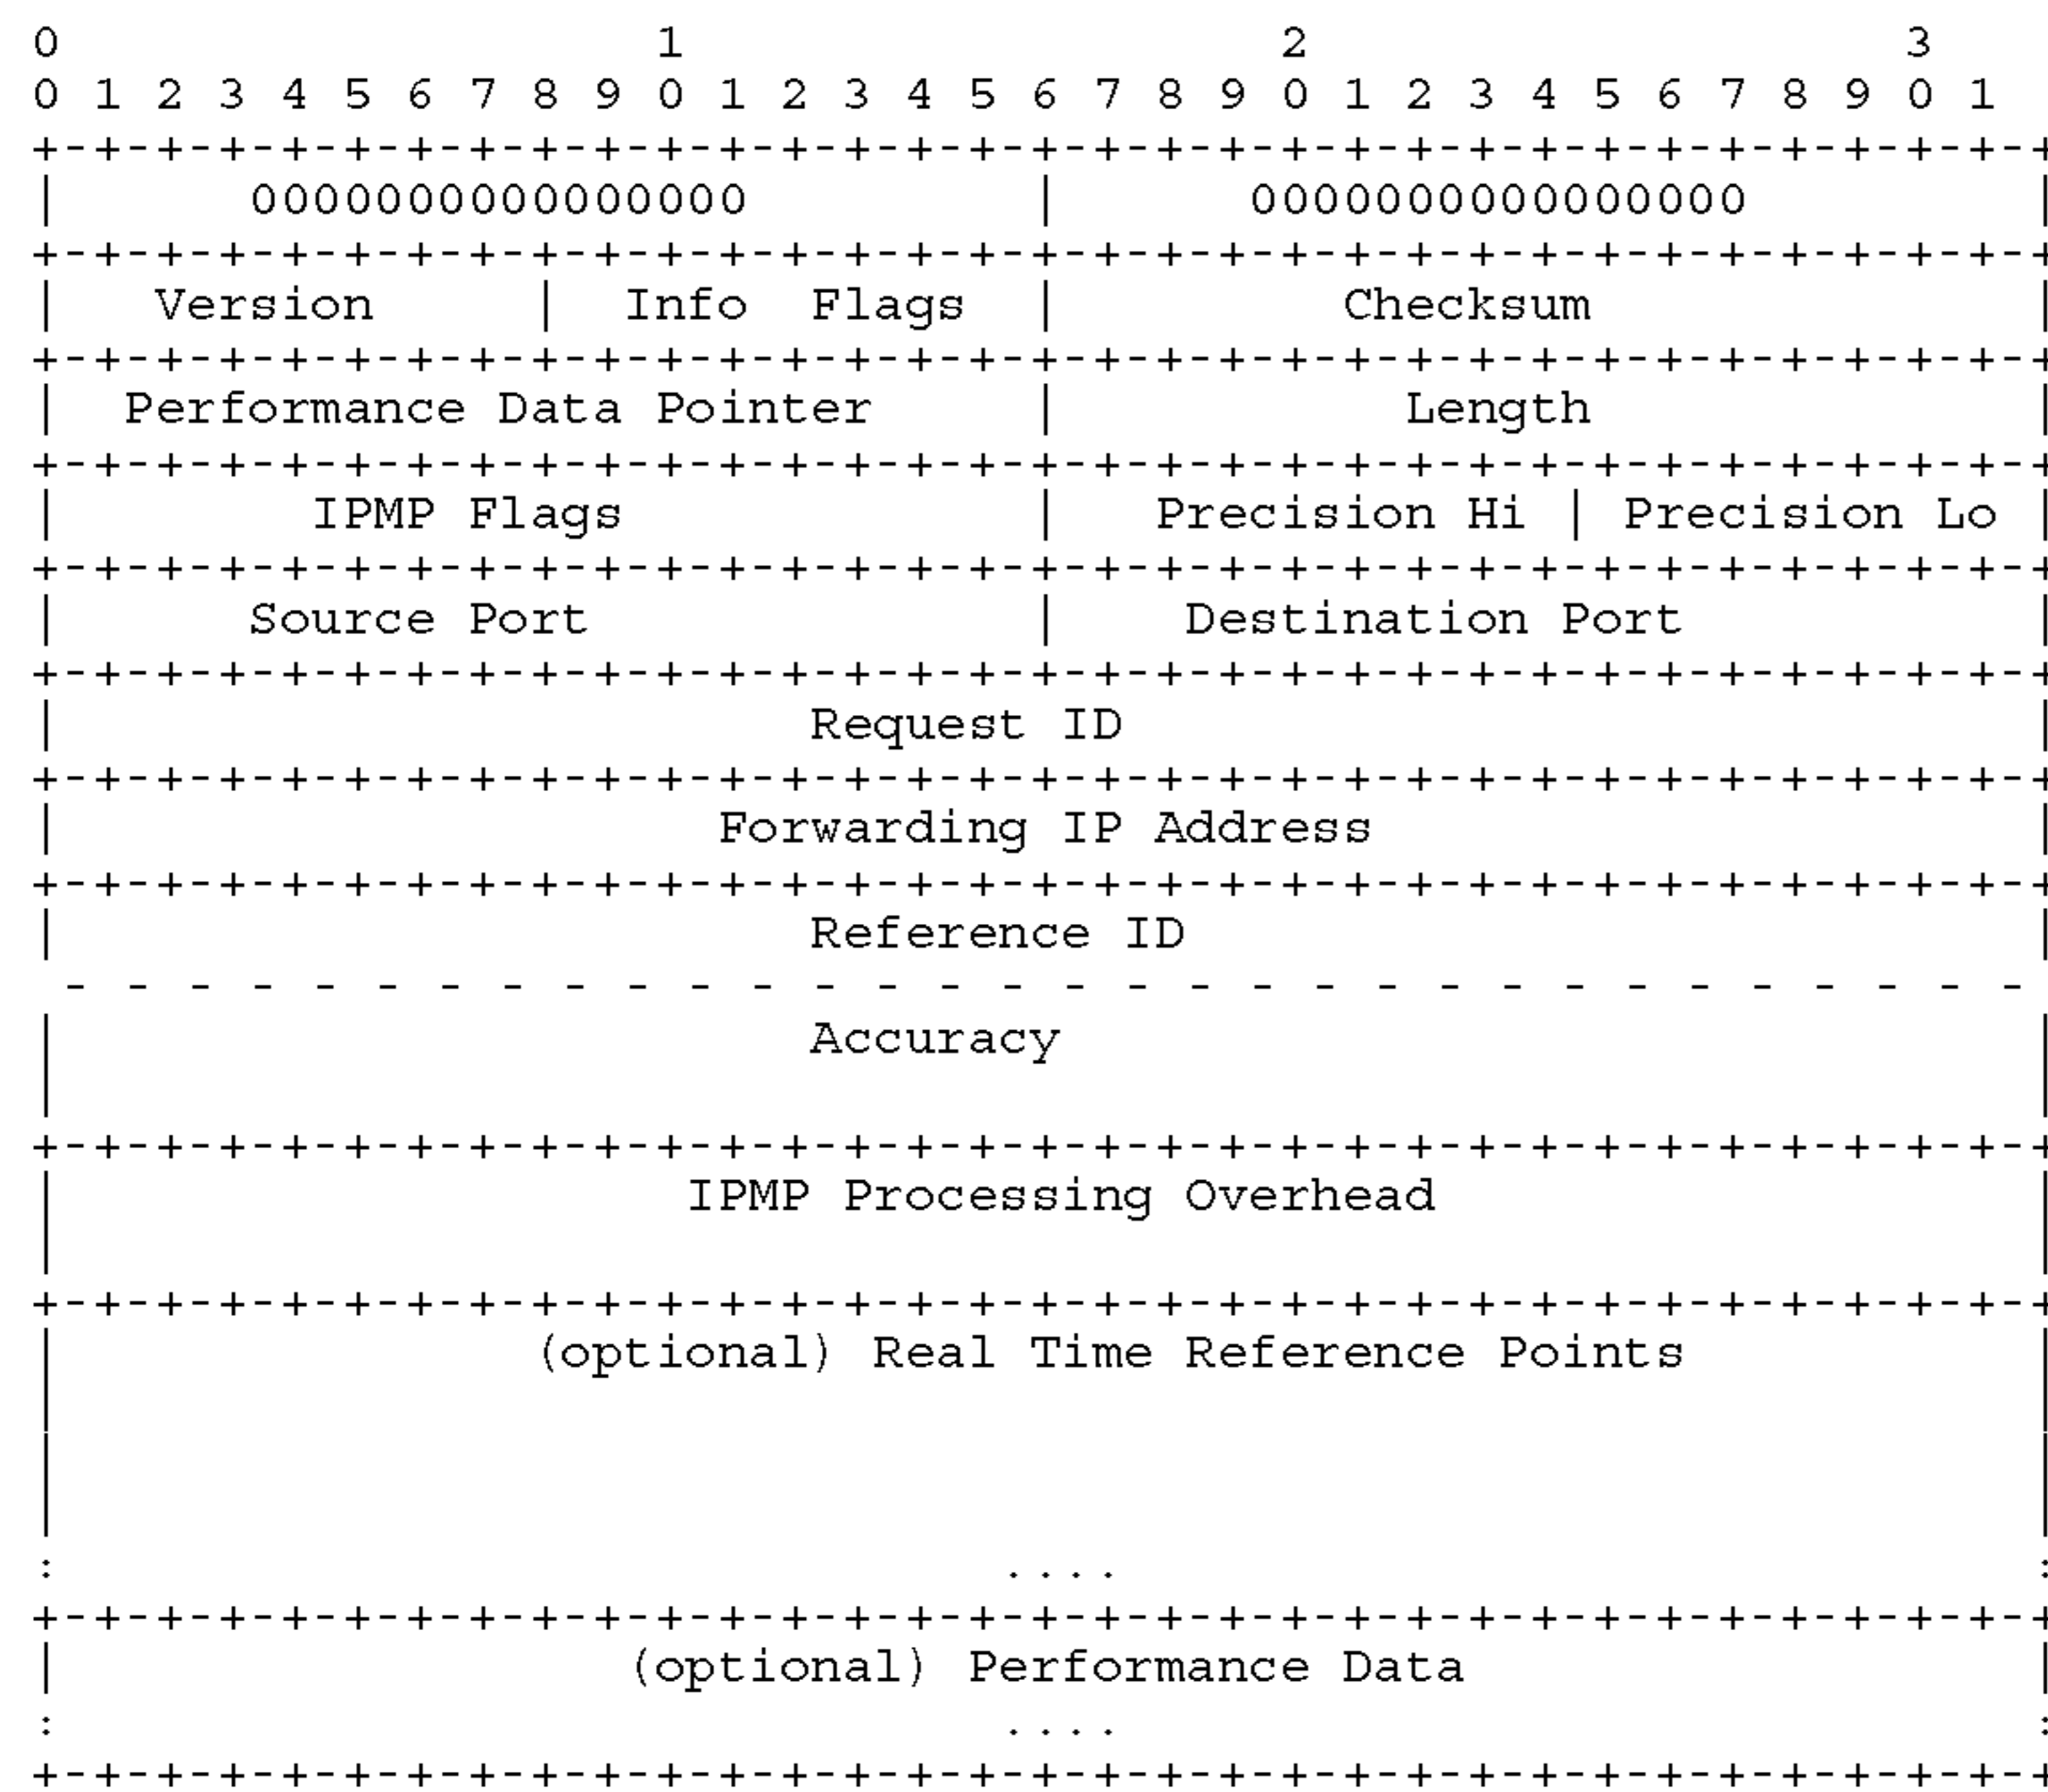 0                   1                   2                   3
0 1 2 3 4 5 6 7 8 9 0 1 2 3 4 5 6 7 8 9 0 1 2 3 4 5 6 7 8 9 0 1
+-+-+-+-+-+-+-+-+-+-+-+-+-+-+-+-+-+-+-+-+-+-+-+-+-+-+-+-+-+-+-+-+
|      0000000000000000         |      0000000000000000         |
+-+-+-+-+-+-+-+-+-+-+-+-+-+-+-+-+-+-+-+-+-+-+-+-+-+-+-+-+-+-+-+-+
|   Version     |  Info  Flags  |         Checksum              |
+-+-+-+-+-+-+-+-+-+-+-+-+-+-+-+-+-+-+-+-+-+-+-+-+-+-+-+-+-+-+-+-+
|  Performance Data Pointer     |           Length              |
+-+-+-+-+-+-+-+-+-+-+-+-+-+-+-+-+-+-+-+-+-+-+-+-+-+-+-+-+-+-+-+-+
|        IPMP Flags             |   Precision Hi | Precision Lo |
+-+-+-+-+-+-+-+-+-+-+-+-+-+-+-+-+-+-+-+-+-+-+-+-+-+-+-+-+-+-+-+-+
|      Source Port              |    Destination Port           |
+-+-+-+-+-+-+-+-+-+-+-+-+-+-+-+-+-+-+-+-+-+-+-+-+-+-+-+-+-+-+-+-+
|                        Request ID                             |
+-+-+-+-+-+-+-+-+-+-+-+-+-+-+-+-+-+-+-+-+-+-+-+-+-+-+-+-+-+-+-+-+
|                     Forwarding IP Address                     |
+-+-+-+-+-+-+-+-+-+-+-+-+-+-+-+-+-+-+-+-+-+-+-+-+-+-+-+-+-+-+-+-+
|                        Reference ID                           |
 - - - - - - - - - - - - - - - - - - - - - - - - - - - - - - - -
|                        Accuracy                               |
|                                                               |
+-+-+-+-+-+-+-+-+-+-+-+-+-+-+-+-+-+-+-+-+-+-+-+-+-+-+-+-+-+-+-+-+
|                    IPMP Processing Overhead                   |
|                                                               |
+-+-+-+-+-+-+-+-+-+-+-+-+-+-+-+-+-+-+-+-+-+-+-+-+-+-+-+-+-+-+-+-+
|               (optional) Real Time Reference Points           |
|                                                               |
|                                                               |
|                                                               |
:                              ....                             :
+-+-+-+-+-+-+-+-+-+-+-+-+-+-+-+-+-+-+-+-+-+-+-+-+-+-+-+-+-+-+-+-+
|                  (optional) Performance Data                  |
:                              ....                             :
+-+-+-+-+-+-+-+-+-+-+-+-+-+-+-+-+-+-+-+-+-+-+-+-+-+-+-+-+-+-+-+-+